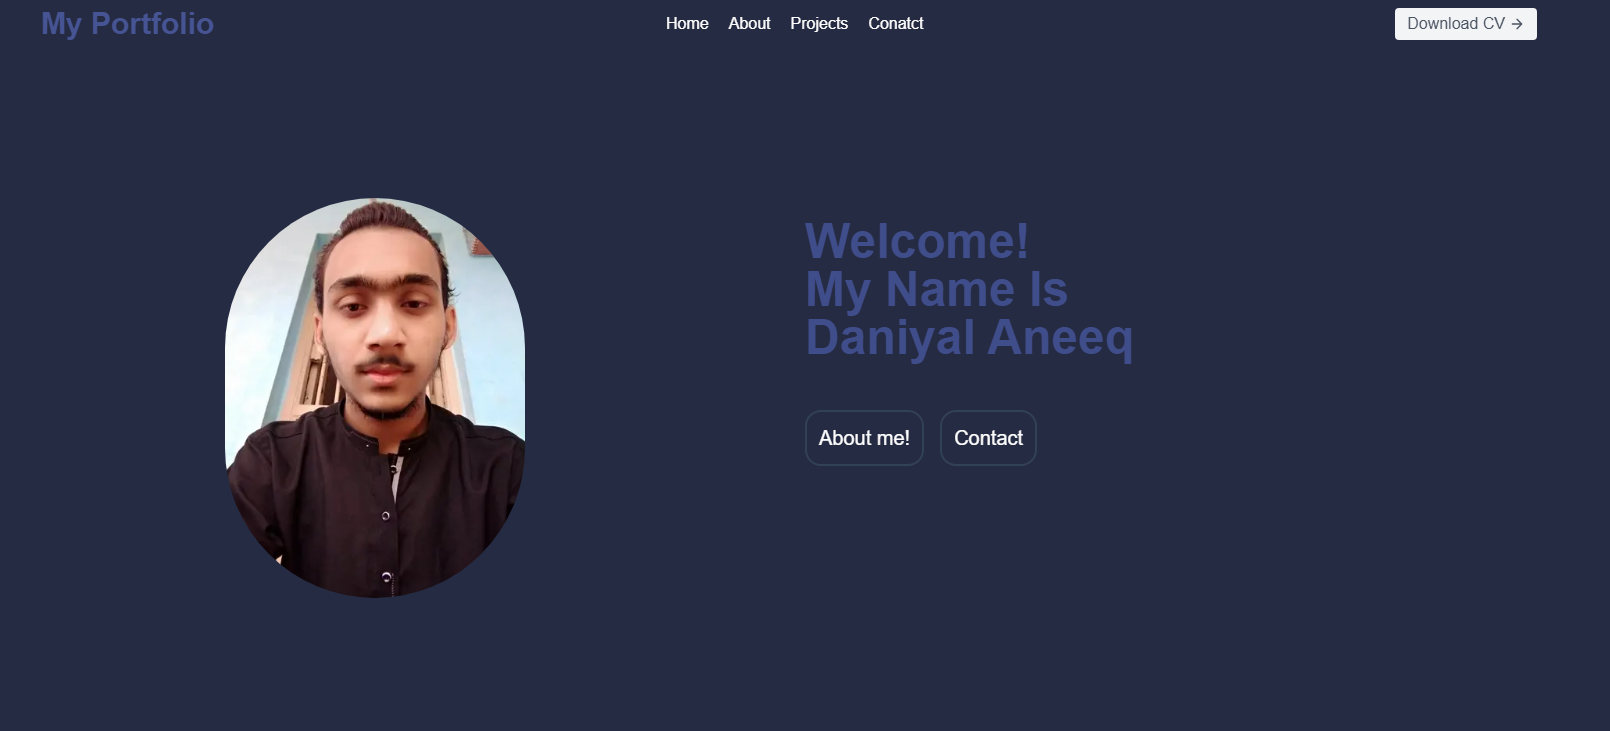 My Portfolio
Home About Projects Conatct
Download CV →
Welcome!
My Name Is
Daniyal Aneeq
About me! Contact